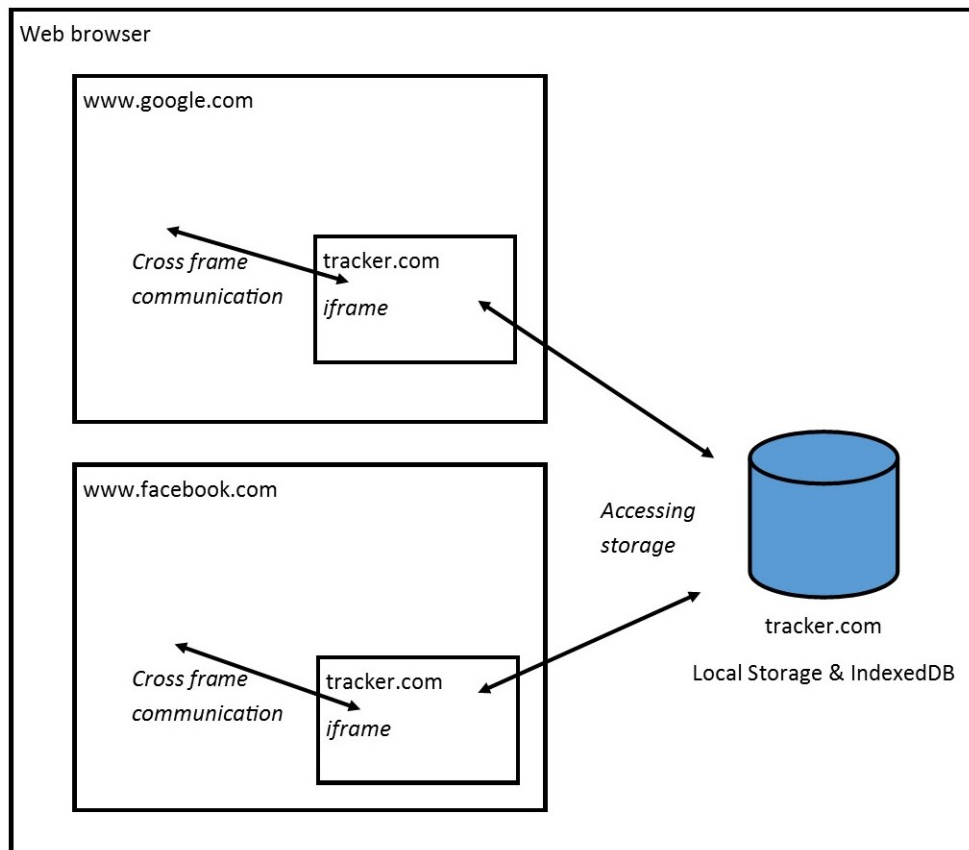 Web browser
www.google.com
Cross frame
communication
tracker.com
iframe
www.facebook.com
Accessing
storage
tracker.com
Local Storage & IndexedDB
Cross frame
communication
tracker.com
iframe